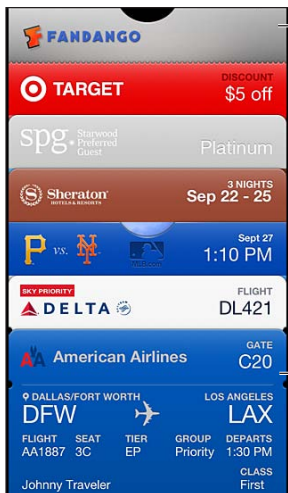 FANDANGO
TARGET
DISCOUNT
$5 off
spg.
Starwood
Preferred
Guest
Platinum
Sheraton
HOTELS & RESORTS
3 NIGHTS
Sep 22 - 25
P vs. NY
Sept 27
1:10 PM
SKY PRIORITY
DELTA
FLIGHT
DL421
AA American Airlines
GATE
C20
DALLAS/FORT WORTH
LOS ANGELES
DFW
LAX
FLIGHT SEAT TIER GROUP DEPARTS
AA1887 3C EP Priority 1:30 PM
CLASS
Johnny Traveler First